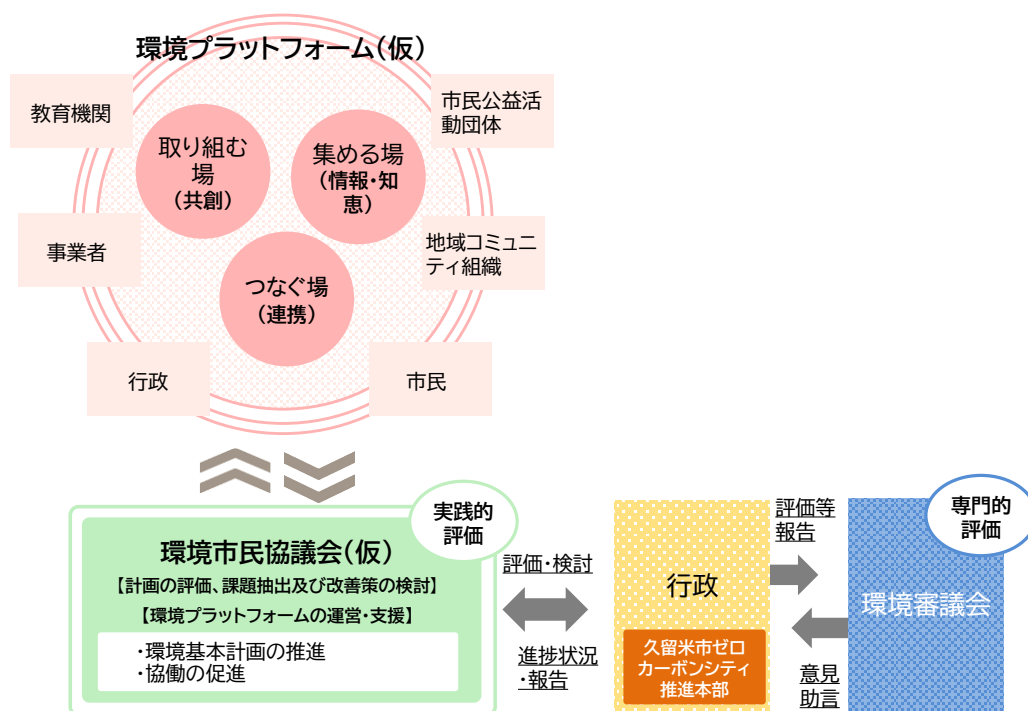 環境プラットフォーム(仮)
教育機関
市民公益活
動団体
取り組む
場
(共創)
集める場
(情報・知
恵)
事業者
地域コミュニ
ティ組織
つなぐ場
(連携)
行政
市民
実践的
評価
環境市民協議会(仮)
【計画の評価、課題抽出及び改善策の検討】
【環境プラットフォームの運営・支援】
・環境基本計画の推進
・協働の促進
評価・検討
進捗状況
・報告
行政
久留米市ゼロ
カーボンシティ
推進本部
評価等
報告
意見
助言
専門的
評価
環境審議会